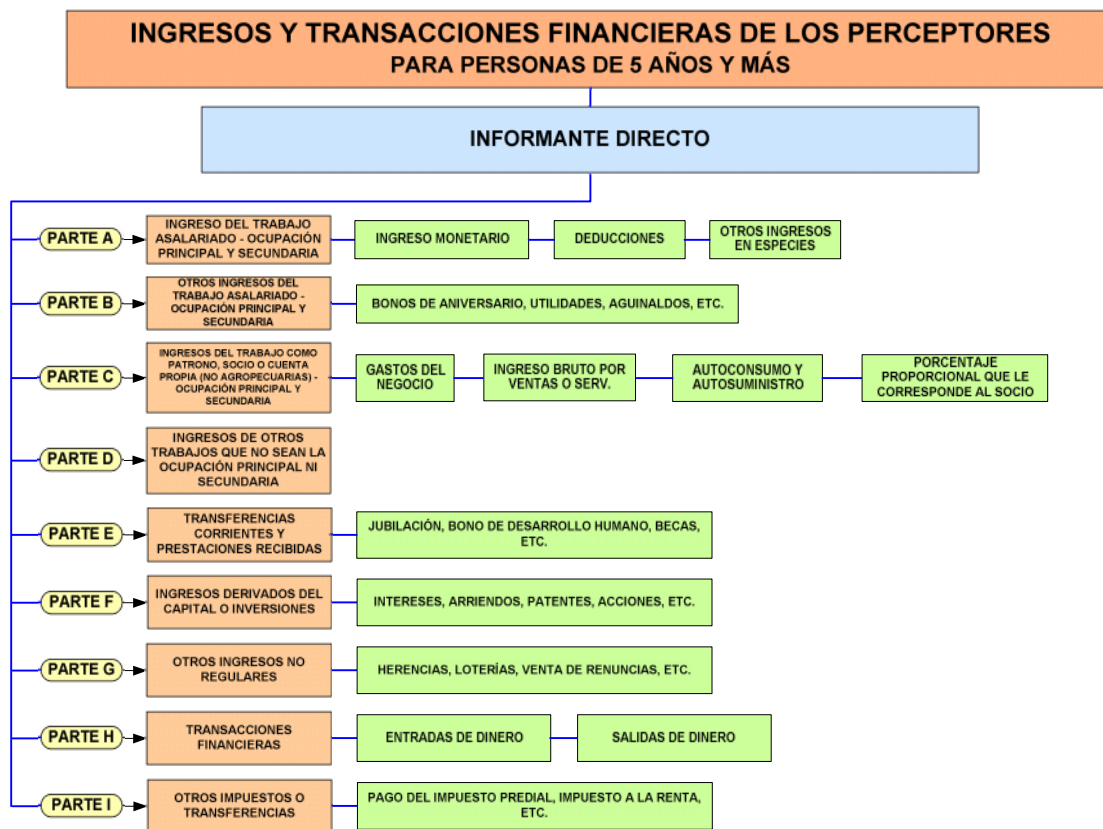 INGRESOS Y TRANSACCIONES FINANCIERAS DE LOS PERCEPTORES
PARA PERSONAS DE 5 AÑOS Y MÁS
INFORMANTE DIRECTO
PARTE A
INGRESO DEL TRABAJO
ASALARIADO - OCUPACIÓN
PRINCIPAL Y SECUNDARIA
INGRESO MONETARIO
DEDUCCIONES
OTROS INGRESOS
EN ESPECIES
PARTE B
OTROS INGRESOS DEL
TRABAJO ASALARIADO -
OCUPACIÓN PRINCIPAL Y
SECUNDARIA
BONOS DE ANIVERSARIO, UTILIDADES, AGUINALDOS, ETC.
PARTE C
INGRESOS DEL TRABAJO COMO
PATRONO, SOCIO O CUENTA
PROPIA (NO AGROPECUARIAS) -
OCUPACIÓN PRINCIPAL Y
SECUNDARIA
GASTOS DEL
NEGOCIO
INGRESO BRUTO POR
VENTAS O SERV.
AUTOCONSUMO Y
AUTOSUMINISTRO
PORCENTAJE
PROPORCIONAL QUE LE
CORRESPONDE AL SOCIO
PARTE D
INGRESOS DE OTROS
TRABAJOS QUE NO SEAN LA
OCUPACIÓN PRINCIPAL NI
SECUNDARIA
PARTE E
TRANSFERENCIAS
CORRIENTES Y
PRESTACIONES RECIBIDAS
JUBILACIÓN, BONO DE DESARROLLO HUMANO, BECAS,
ETC.
PARTE F
INGRESOS DERIVADOS DEL
CAPITAL O INVERSIONES
INTERESES, ARRIENDOS, PATENTES, ACCIONES, ETC.
PARTE G
OTROS INGRESOS NO
REGULARES
HERENCIAS, LOTERÍAS, VENTA DE RENUNCIAS, ETC.
PARTE H
TRANSACCIONES
FINANCIERAS
ENTRADAS DE DINERO
SALIDAS DE DINERO
PARTE I
OTROS IMPUESTOS O
TRANSFERENCIAS
PAGO DEL IMPUESTO PREDIAL, IMPUESTO A LA RENTA,
ETC.